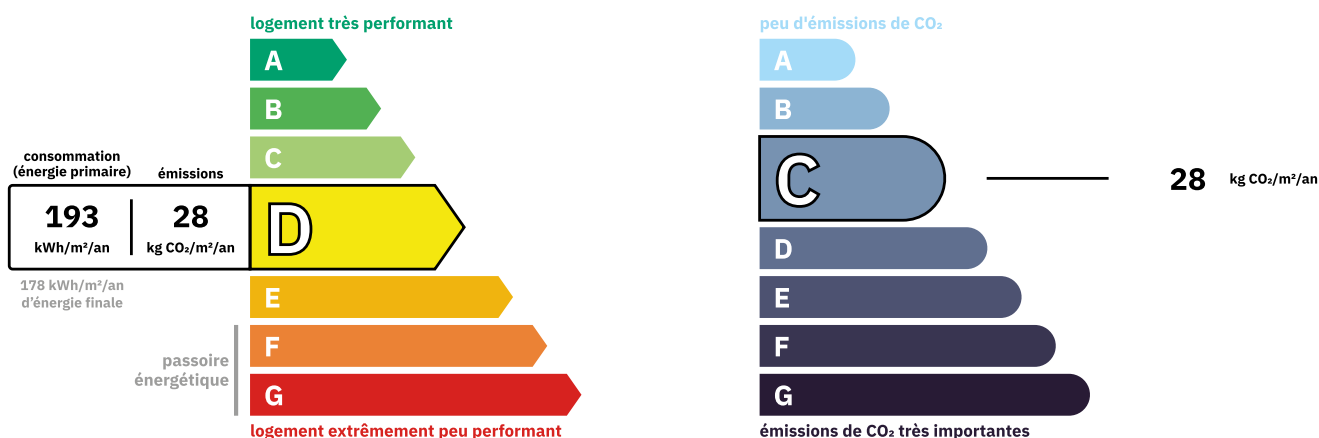 logement très performant
A
B
C
consommation
(énergie primaire)
émissions
193
kWh/m²/an
28
kg CO₂/m²/an
D
178 kWh/m²/an
d'énergie finale
E
passoire
énergétique
F
G
logement extrêmement peu performant
peu d'émissions de CO₂
A
B
C
28 kg CO₂/m²/an
D
E
F
G
émissions de CO₂ très importantes